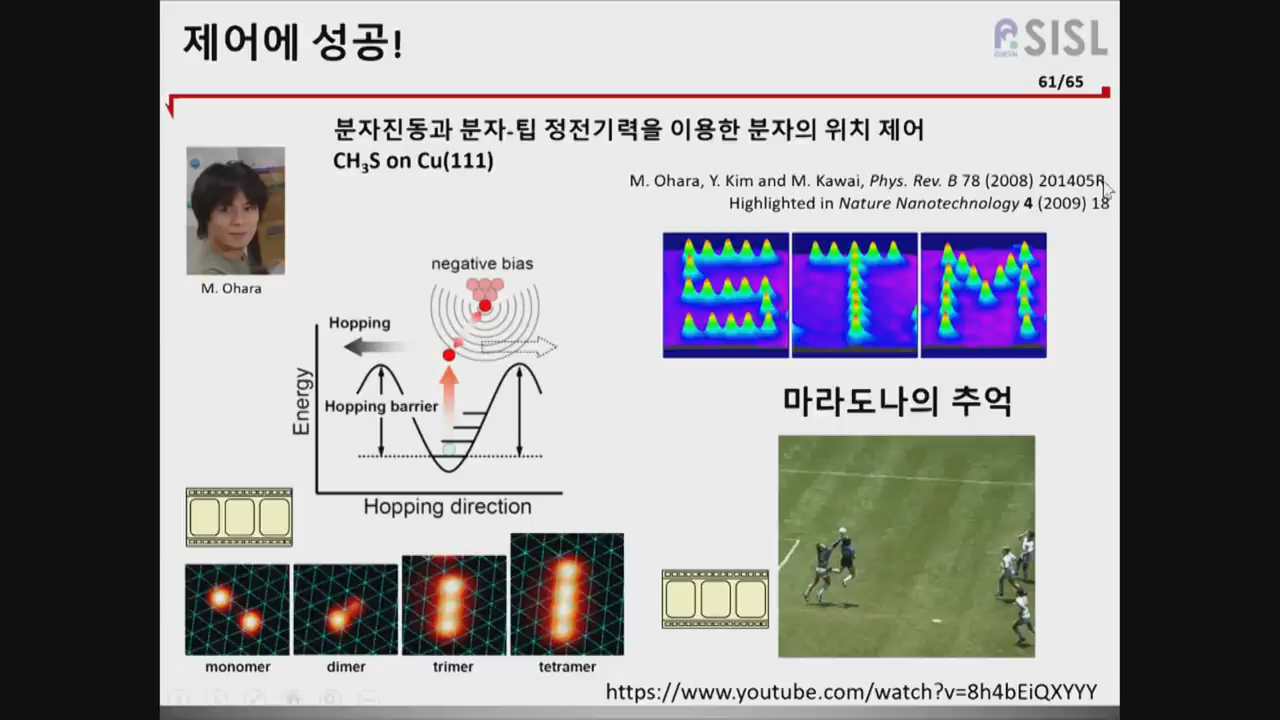 제어에 성공!
SISL
61/65
분자진동과 분자-팁 정전기력을 이용한 분자의 위치 제어
CH₃S on Cu(111)
M. Ohara, Y. Kim and M. Kawai, Phys. Rev. B 78 (2008) 201405R
Highlighted in Nature Nanotechnology 4 (2009) 18
M. Ohara
negative bias
Hopping
Hopping barrier
Energy
Hopping direction
STM
마라도나의 추억
monomer
dimer
trimer
tetramer
https://www.youtube.com/watch?v=8h4bEiQXYYY